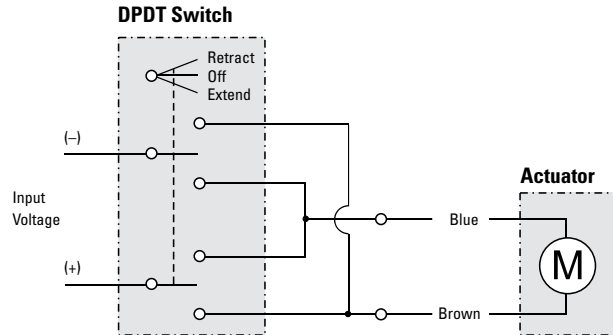 DPDT Switch
Retract
Off
Extend
(–)
Input
Voltage
(+)
Actuator
Blue
M
Brown